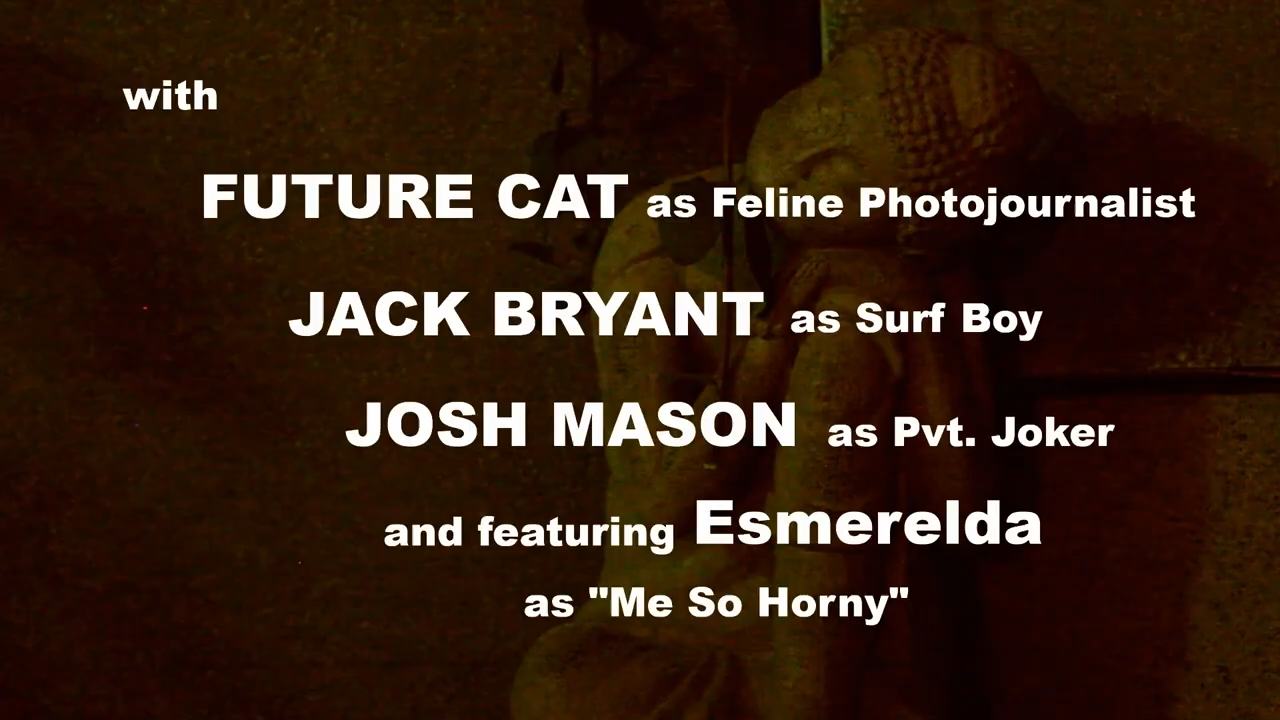 with
FUTURE CAT as Feline Photojournalist
JACK BRYANT as Surf Boy
JOSH MASON as Pvt. Joker
and featuring Esmerelda
as "Me So Horny"